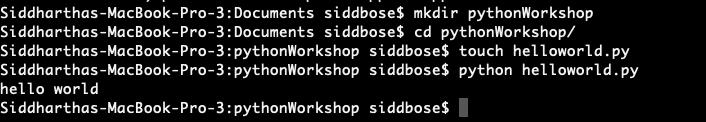 Siddharthas-MacBook-Pro-3:Documents siddbose$ mkdir pythonWorkshop
Siddharthas-MacBook-Pro-3:Documents siddbose$ cd pythonWorkshop/
Siddharthas-MacBook-Pro-3:pythonWorkshop siddbose$ touch helloworld.py
Siddharthas-MacBook-Pro-3:pythonWorkshop siddbose$ python helloworld.py
hello world
Siddharthas-MacBook-Pro-3:pythonWorkshop siddbose$